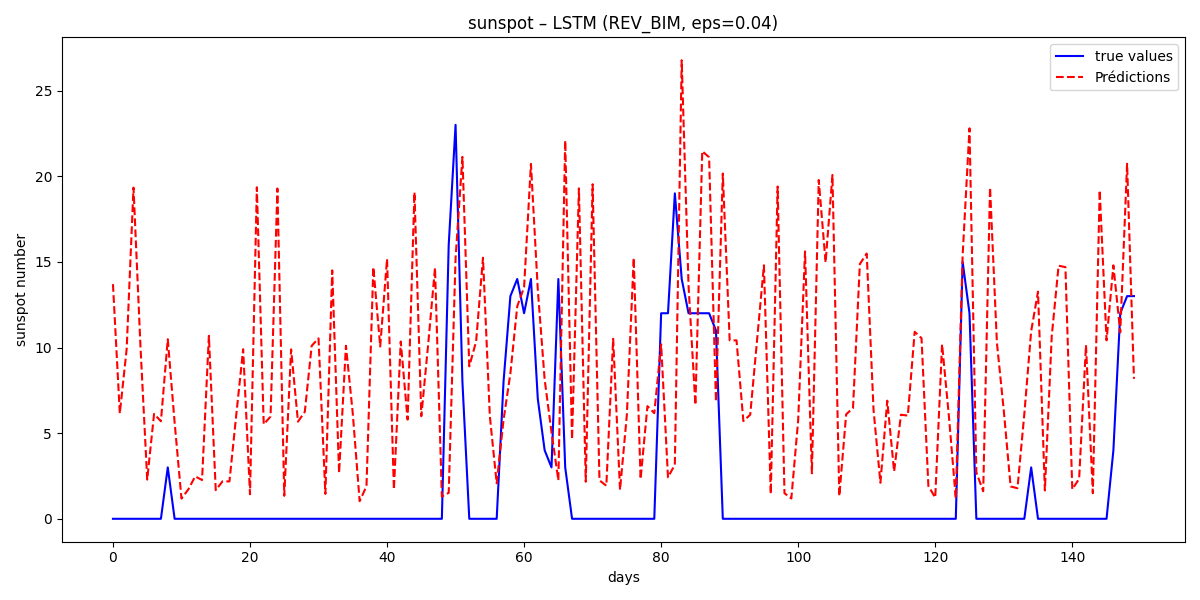 sunspot – LSTM (REV_BIM, eps=0.04)
true values
Prédictions
sunspot number
25
20
15
10
5
0
0 20 40 60 80 100 120 140
days